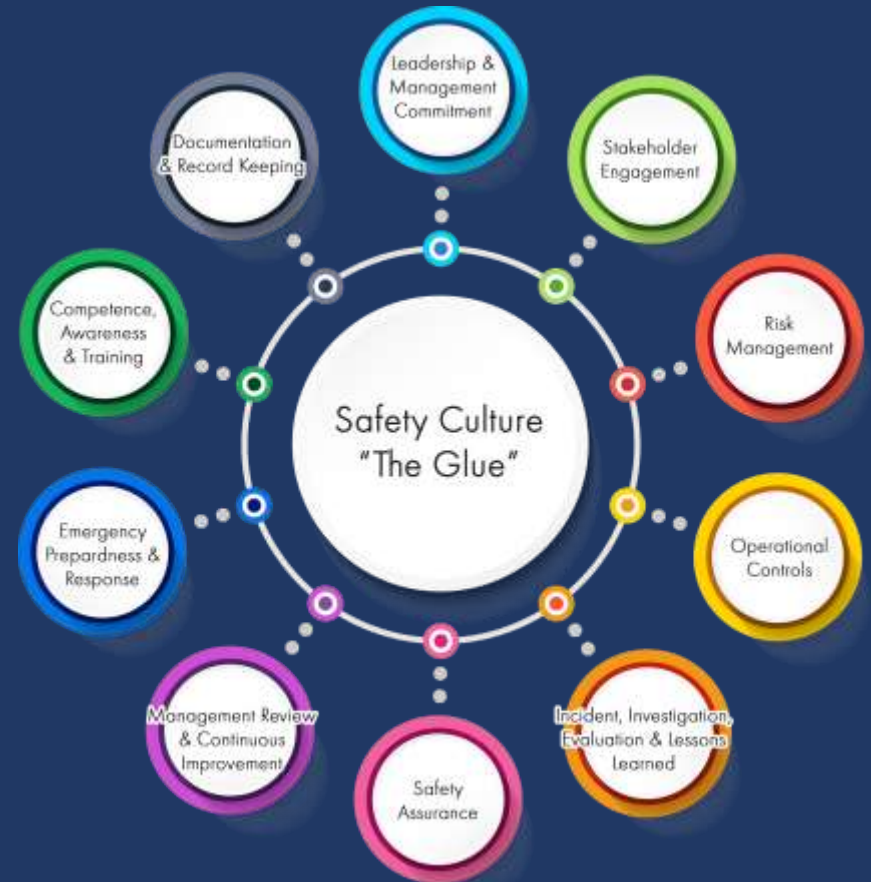 Leadership &
Management
Commitment
Stakeholder
Engagement
Risk
Management
Operational
Controls
Incident, Investigation,
Evaluation & Lessons
Learned
Safety
Assurance
Management Review
& Continuous
Improvement
Emergency
Prepardness &
Response
Competence,
Awareness
& Training
Documentation
& Record Keeping
Safety Culture
"The Glue"